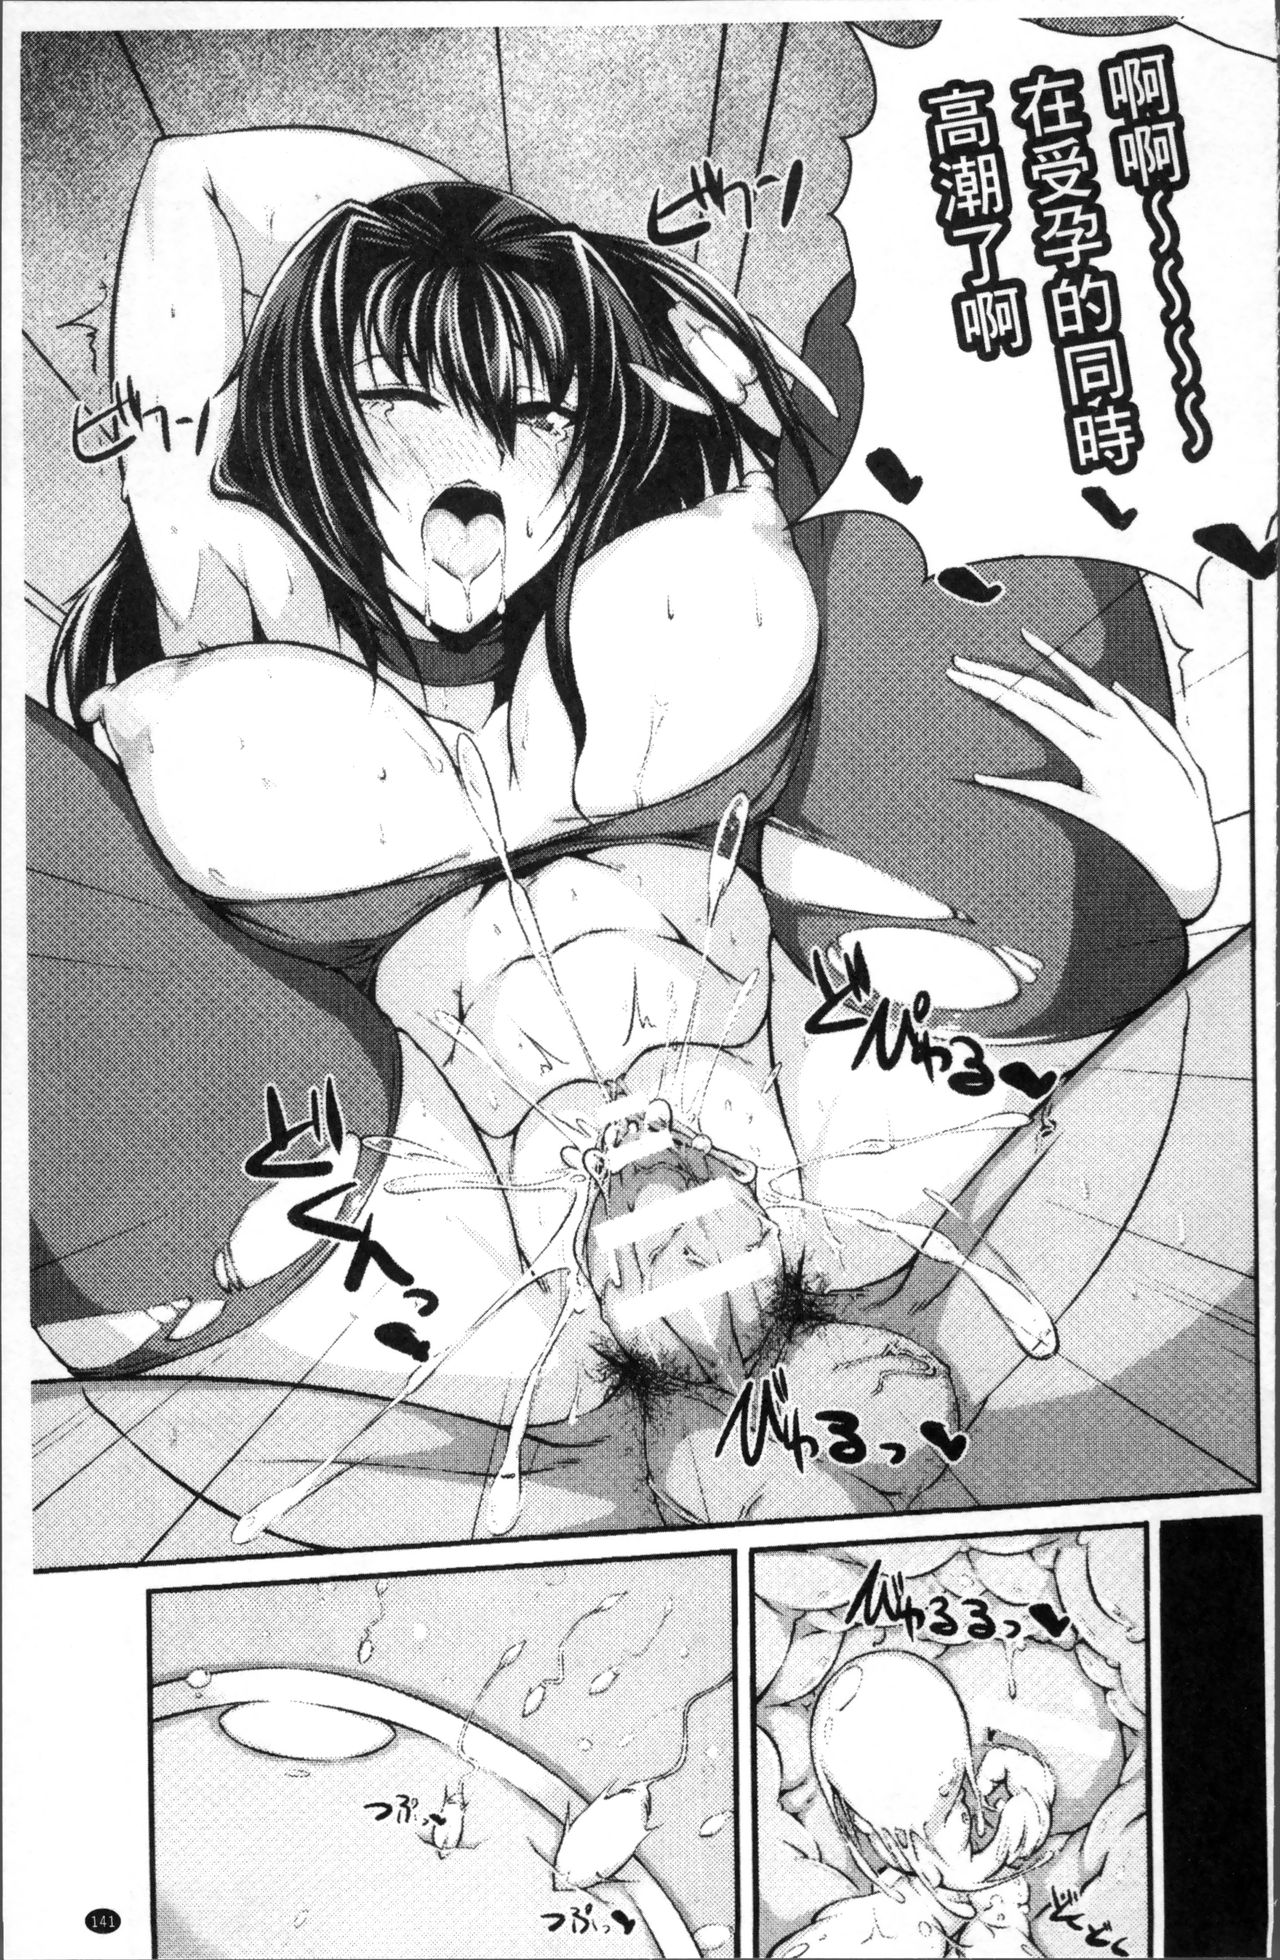 啊啊~~~~~
在受孕的同時
高潮了啊
ビクーン
ビクーン
ど
ぴゅるっ
どくんっ
びゅるっ
びゅるるっ
つぷっ
つぷっ
どくどくっ
141